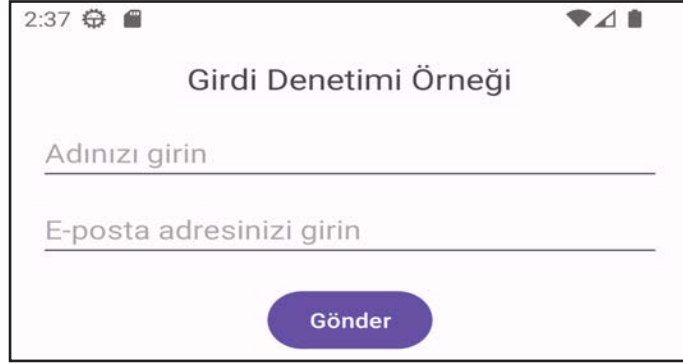 2:37
Girdi Denetimi Örneği
Adınızı girin
E-posta adresinizi girin
Gönder